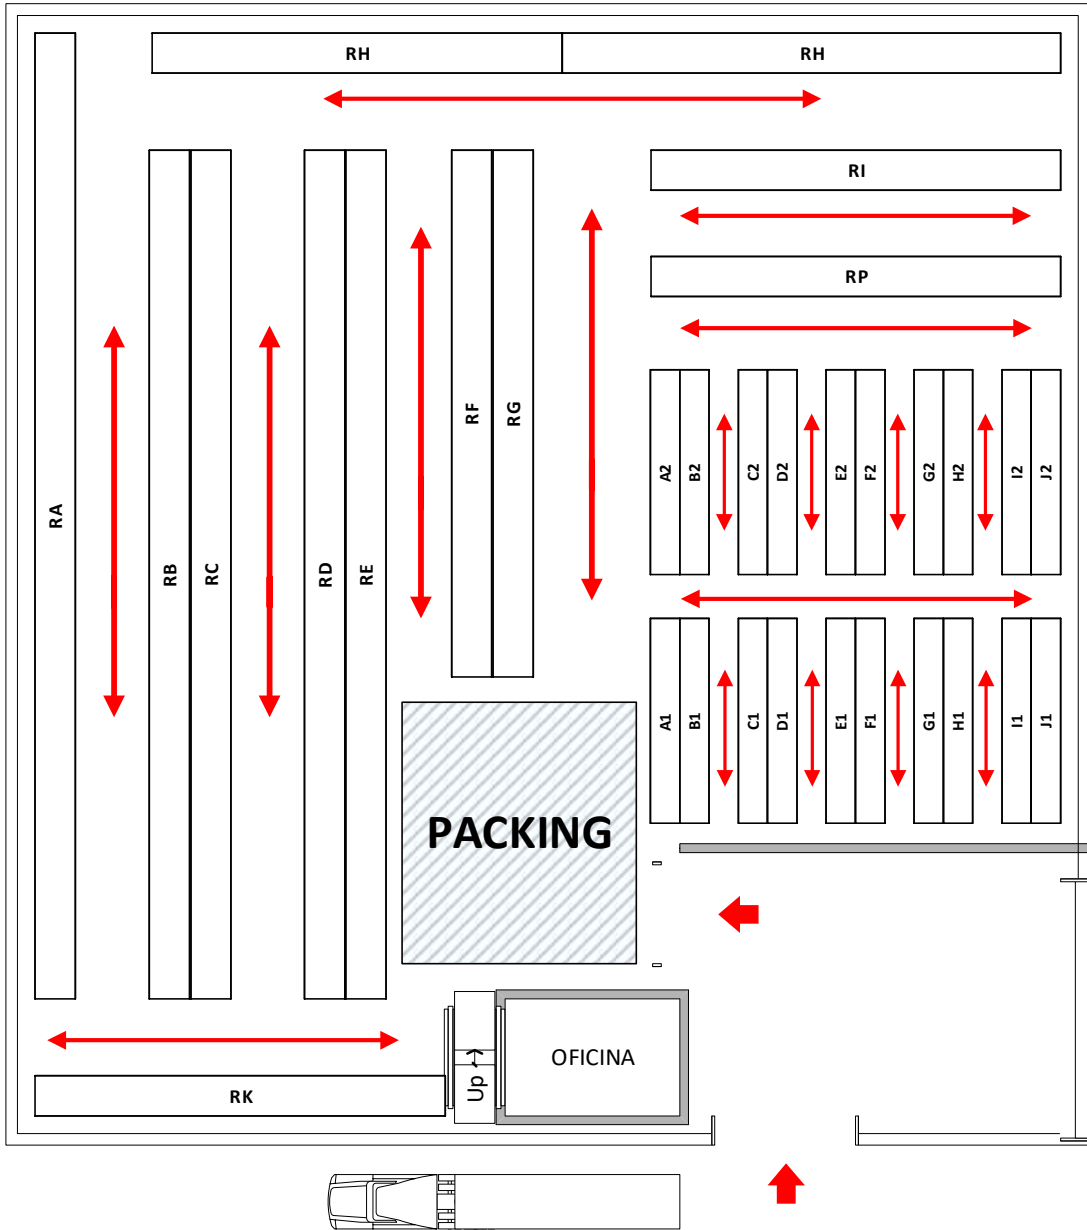 RH
RH
RI
RP
RA
RB
RC
RD
RE
RF
RG
A2
B2
C2
D2
E2
F2
G2
H2
I2
J2
A1
B1
C1
D1
E1
F1
G1
H1
I1
J1
PACKING
OFICINA
Up
RK